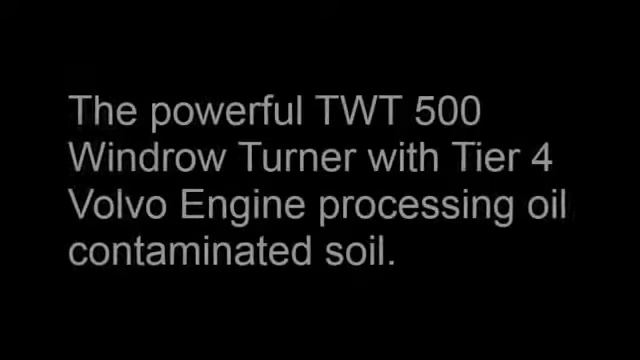 The powerful TWT 500
Windrow Turner with Tier 4
Volvo Engine processing oil
contaminated soil.